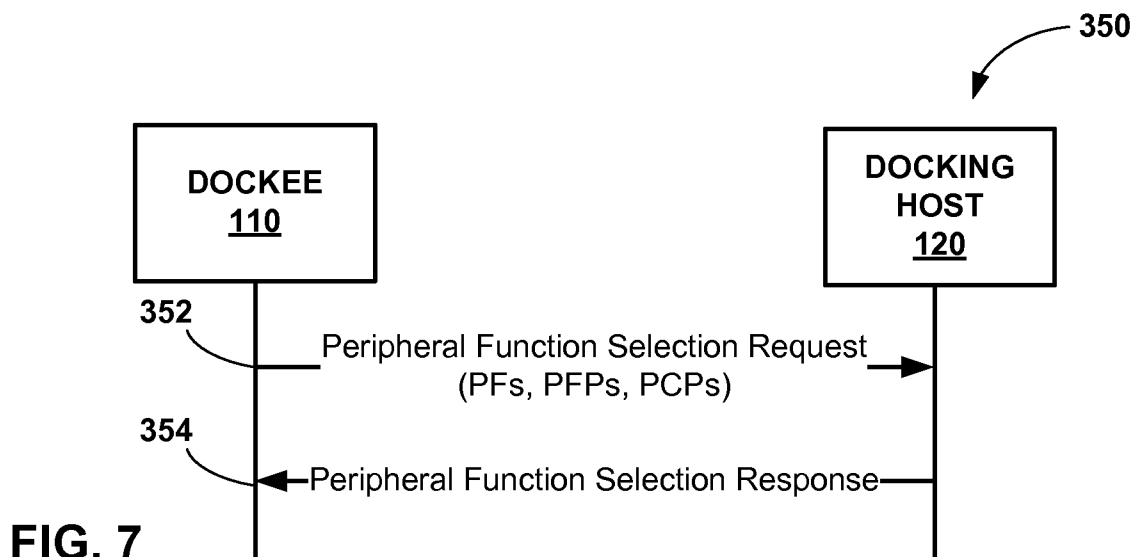 350
DOCKEE
110
DOCKING
HOST
120
352
Peripheral Function Selection Request
(PFs, PFPs, PCPs)
354
Peripheral Function Selection Response
FIG. 7